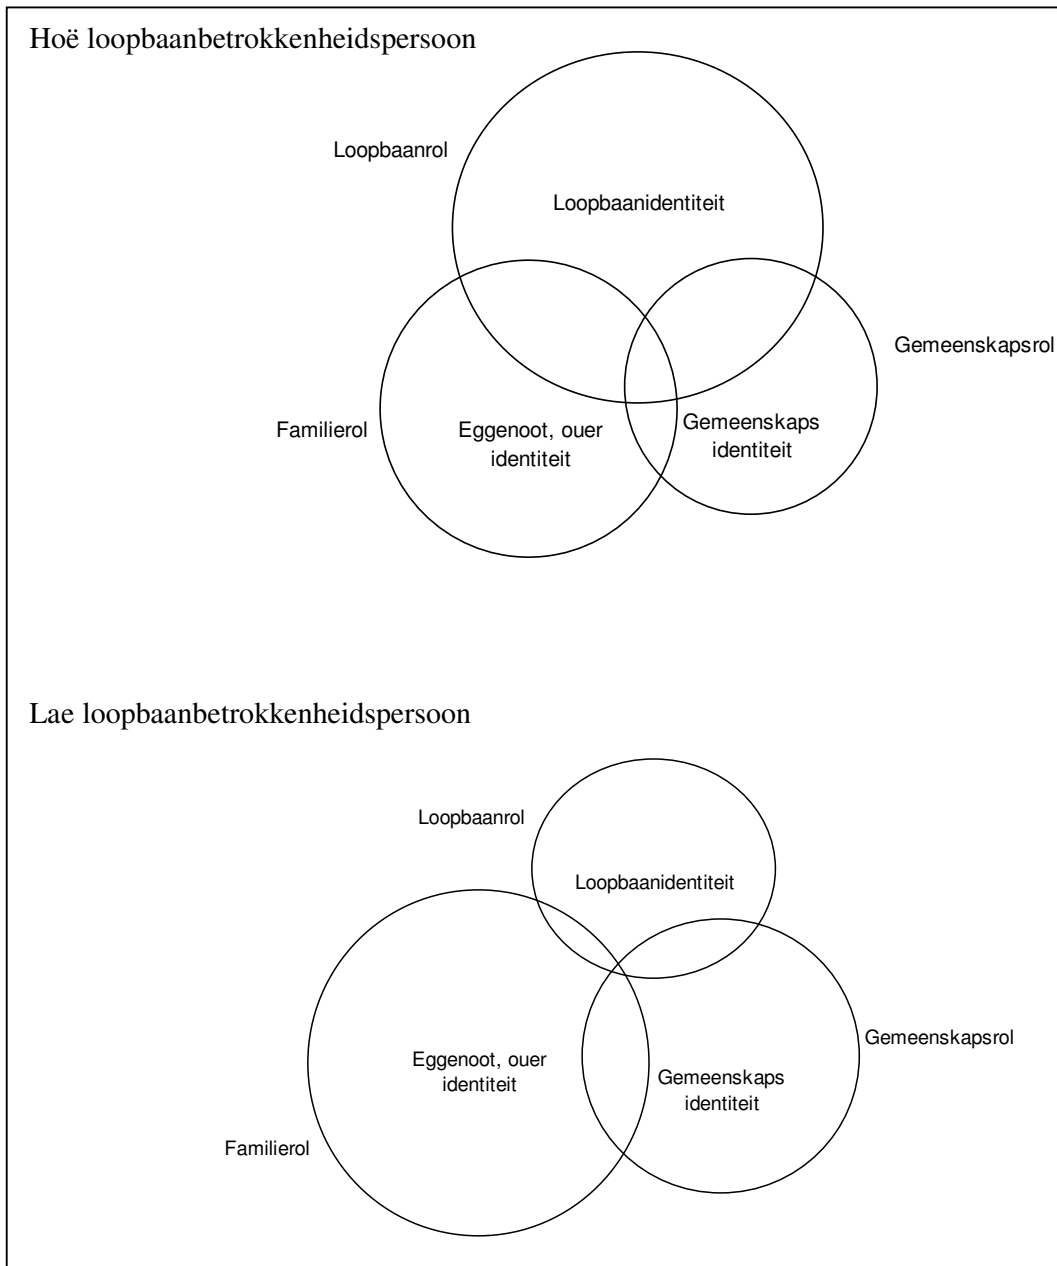 Hoë loopbaanbetrokkenheidspersoon
Loopbaanrol
Loopbaanidentiteit
Gemeenskapsrol
Familierol
Eggenoot, ouer
identiteit
Gemeenskaps
identiteit
Lae loopbaanbetrokkenheidspersoon
Loopbaanrol
Loopbaanidentiteit
Gemeenskapsrol
Eggenoot, ouer
identiteit
Gemeenskaps
identiteit
Familierol